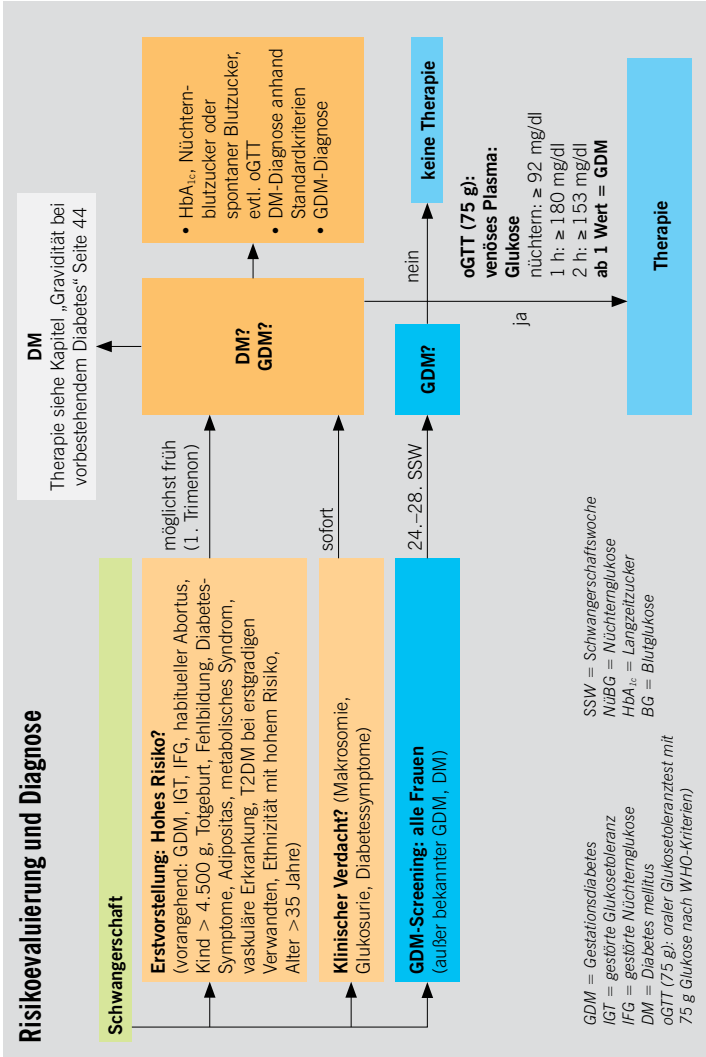 Risikoevaluierung und Diagnose
Schwangerschaft
Erstvorstellung: Hohes Risiko?
(vorangehend: GDM, IGT, IFG, habitueller Abortus,
Kind > 4.500 g, Totgeburt, Fehlbildung, Diabetes-
Symptome, Adipositas, metabolisches Syndrom,
vaskuläre Erkrankung, T2DM bei erstgradigen
Verwandten, Ethnizität mit hohem Risiko,
Alter > 35 Jahre)
Klinischer Verdacht? (Makrosomie,
Glukosurie, Diabetessymptome)
GDM-Screening: alle Frauen
(außer bekannter GDM, DM)
möglichst früh
(1. Trimenon)
sofort
24.–28. SSW
DM
Therapie siehe Kapitel „Gravidität bei
vorbestehendem Diabetes“ Seite 44
DM?
GDM?
• HbA1c, Nüchtern-
blutzucker oder
spontaner Blutzucker,
evtl. oGTT
• DM-Diagnose anhand
Standardkriterien
• GDM-Diagnose
GDM?
nein
keine Therapie
ja
oGTT (75 g):
venöses Plasma:
Glukose
nüchtern: ≥ 92 mg/dl
1 h: ≥ 180 mg/dl
2 h: ≥ 153 mg/dl
ab 1 Wert = GDM
Therapie
GDM = Gestationsdiabetes
IGT = gestörte Glukosetoleranz
IFG = gestörte Nüchternglukose
DM = Diabetes mellitus
oGTT (75 g): oraler Glukosetoleranztest mit
75 g Glukose nach WHO-Kriterien)
SSW = Schwangerschaftswoche
NüBG = Nüchternglukose
HbA1c = Langzeitzucker
BG = Blutglukose